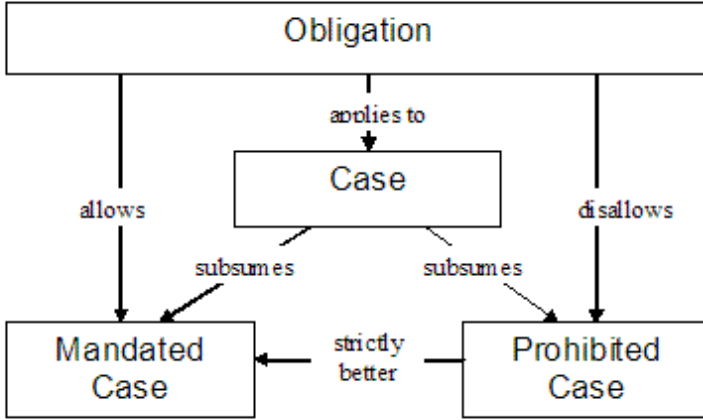 Obligation
applies to
Case
allows
disallows
subsumes
subsumes
Mandated
Case
strictly
better
Prohibited
Case